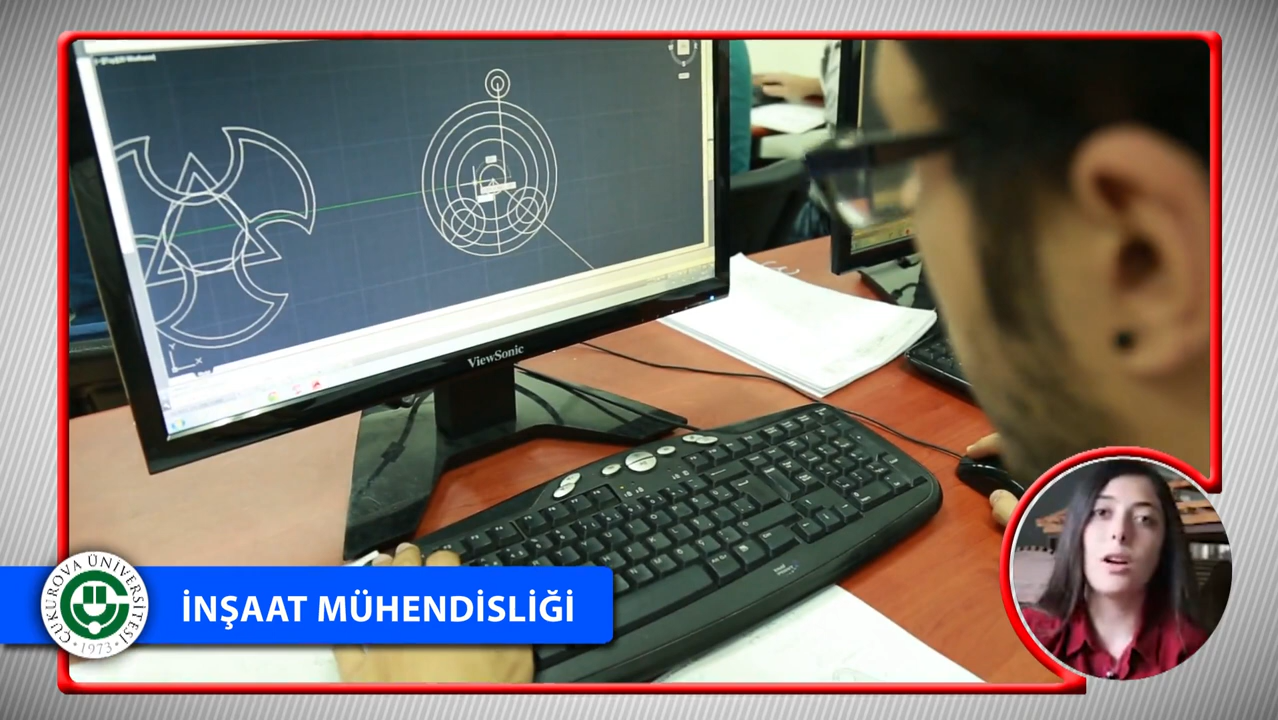 ViewSonic
ÇUKUROVA ÜNİVERSİTESİ
• 1973 •
İNŞAAT MÜHENDİSLİĞİ